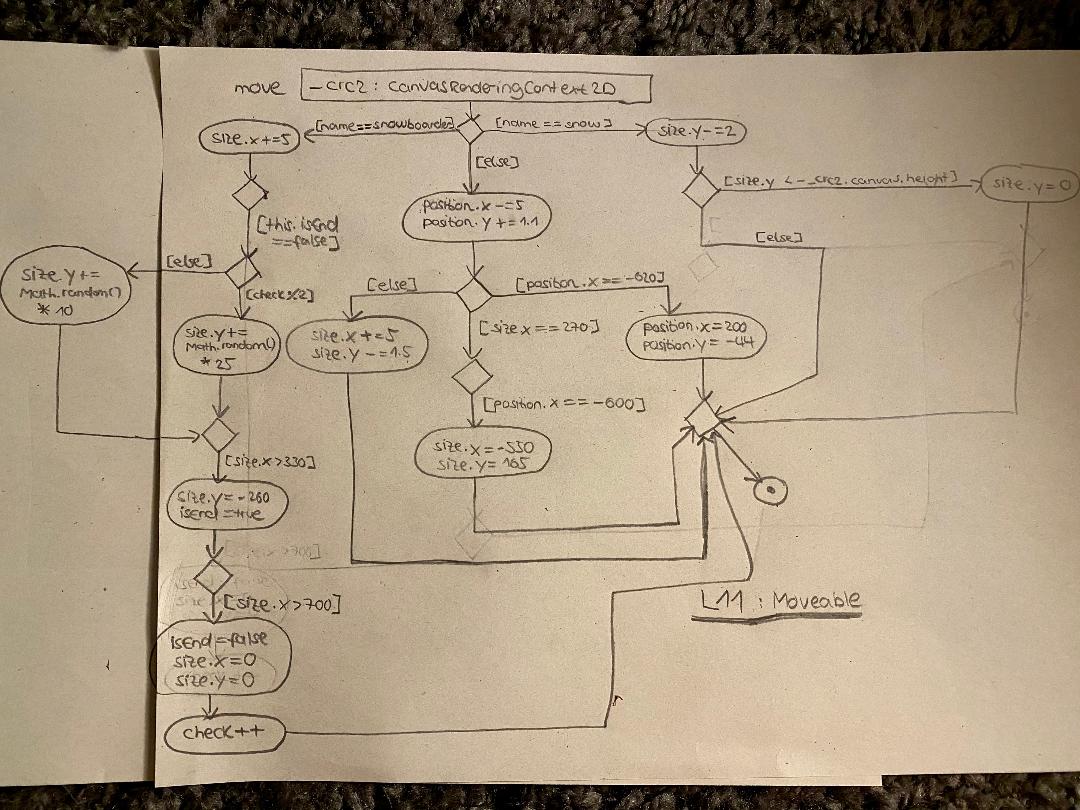 move
_crc2 : CanvasRenderingContext2D
[name==snowboarder]
[name==snow]
size.x+=5
size.y-=2
[else]
[size.y <-_crc2.canvas.height]
size.y=0
position.x-=5
position.y+=1.1
[this.isEnd
==false]
[else]
[else]
size.y+=
Math.random()
*10
[check%2]
[else]
[position.x==-620]
size.y+=
Math.random()
*25
size.x+=5
size.y-=1.5
[size.x==270]
position.x=200
position.y=-44
[position.x==-600]
size.x=-550
size.y=165
[size.x>330]
size.y=-260
isEnd=true
[size.x>700]
isEnd=false
size.x=0
size.y=0
check++
L11 : Moveable